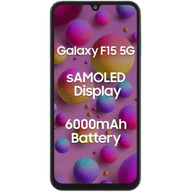 Galaxy F15 5G
sAMOLED
Display
6000mAh
Battery